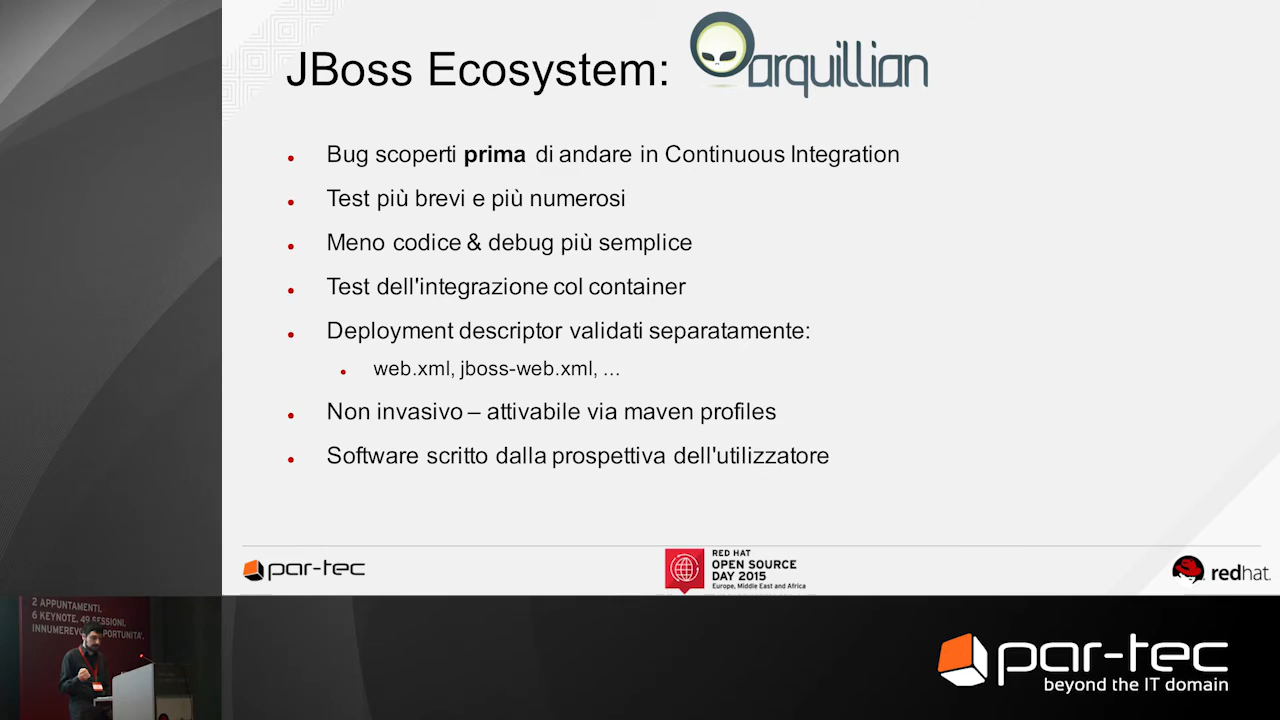 JBoss Ecosystem:
arquillian
Bug scoperti prima di andare in Continuous Integration
Test più brevi e più numerosi
Meno codice & debug più semplice
Test dell'integrazione col container
Deployment descriptor validati separatamente:
web.xml, jboss-web.xml, ...
Non invasivo – attivabile via maven profiles
Software scritto dalla prospettiva dell'utilizzatore
par-tec
RED HAT
OPEN SOURCE
DAY 2015
Europe, Middle East and Africa
redhat.
2 APPUNTAMENTI,
6 KEYNOTE, 49 SESSIONI,
par-tec
beyond the IT domain